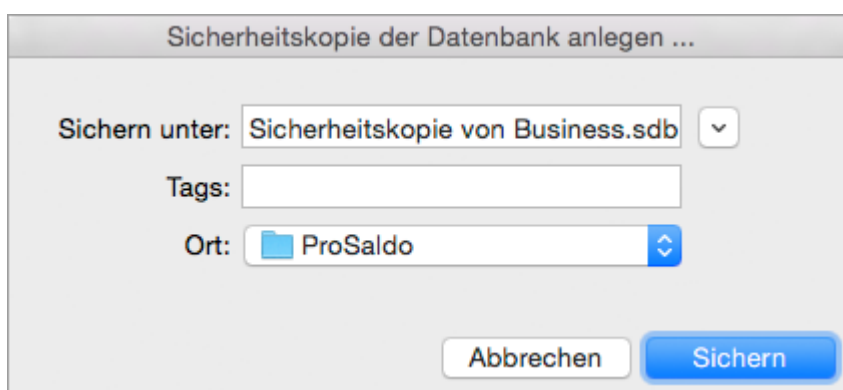 Sicherheitskopie der Datenbank anlegen ...
Sichern unter: Sicherheitskopie von Business.sdb
Tags:
Ort: ProSaldo
Abbrechen Sichern